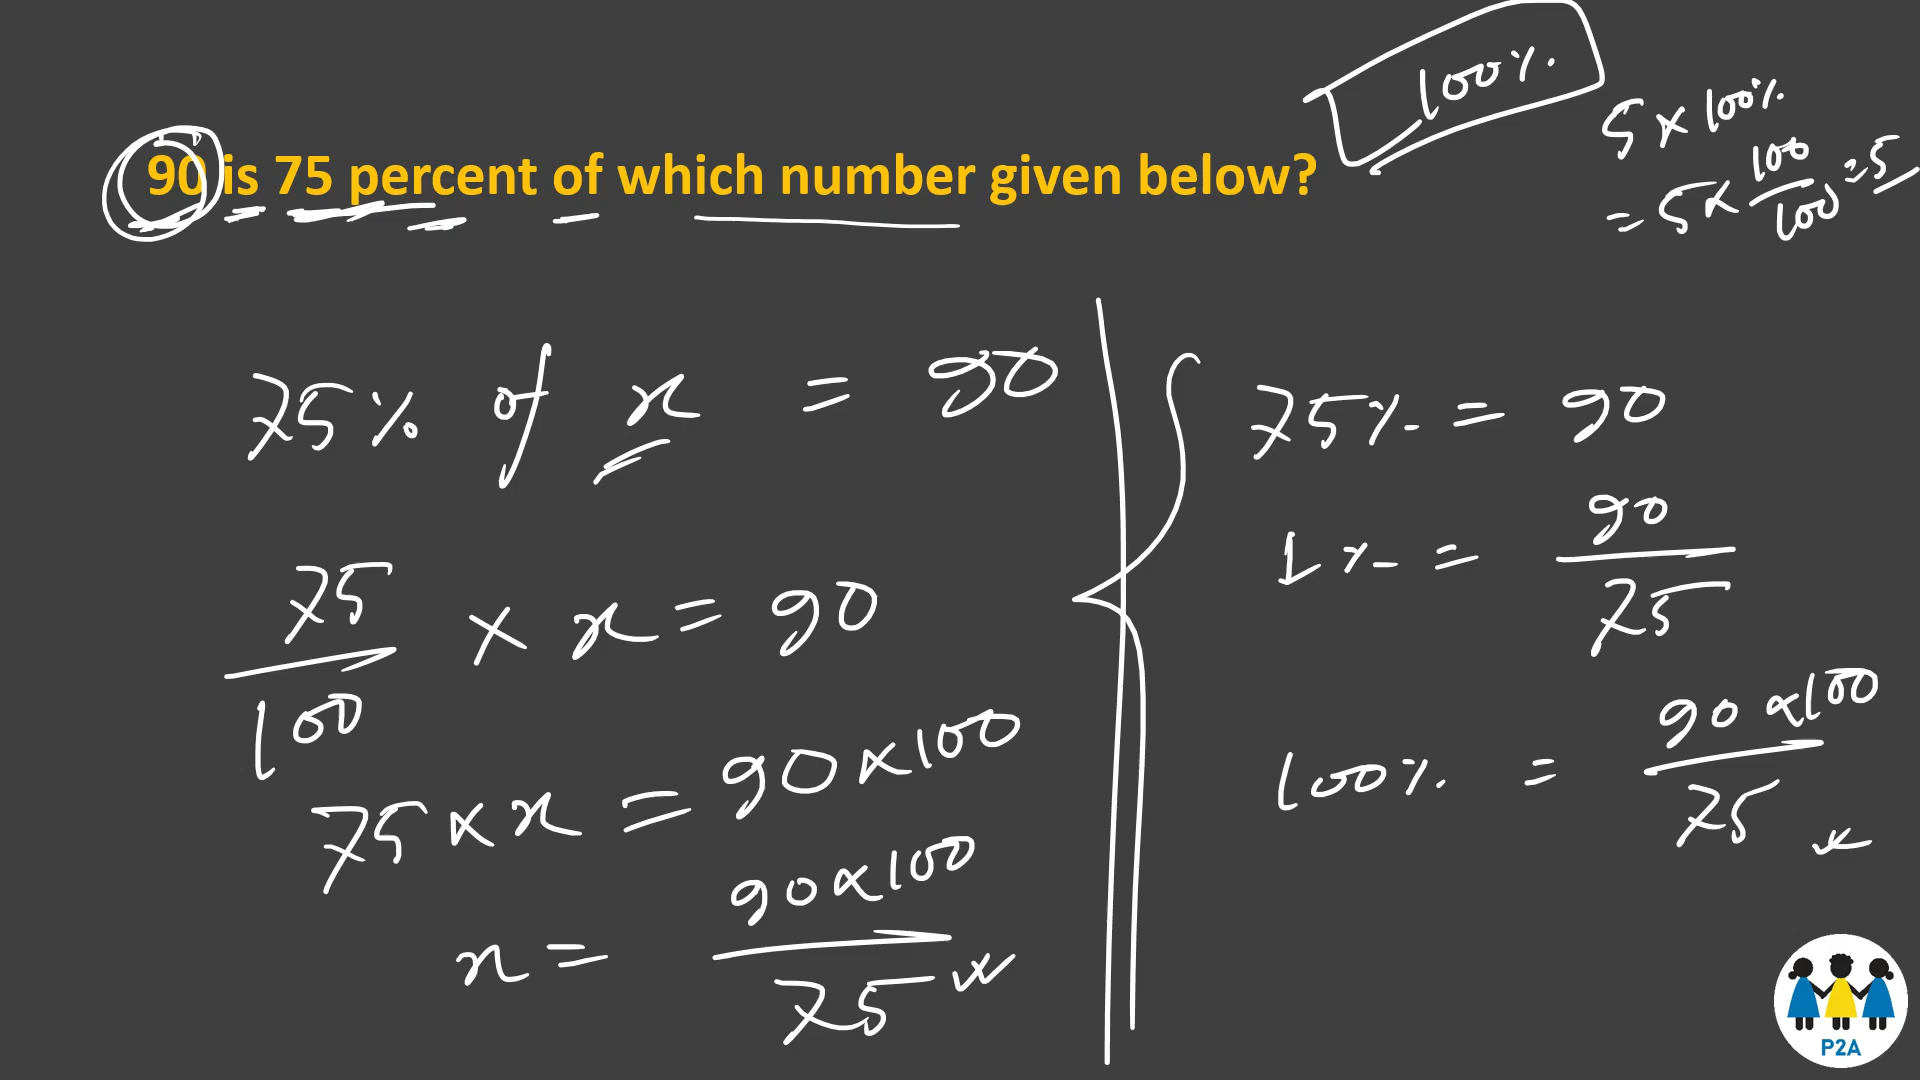 100%
5 × 100%
= 5 × 100/100 = 5
90 is 75 percent of which number given below?
75% of x = 90
75/100 × x = 90
75 × x = 90 × 100
x = 90 × 100 / 75
75% = 90
1% = 90/75
100% = 90 × 100 / 75
P2A